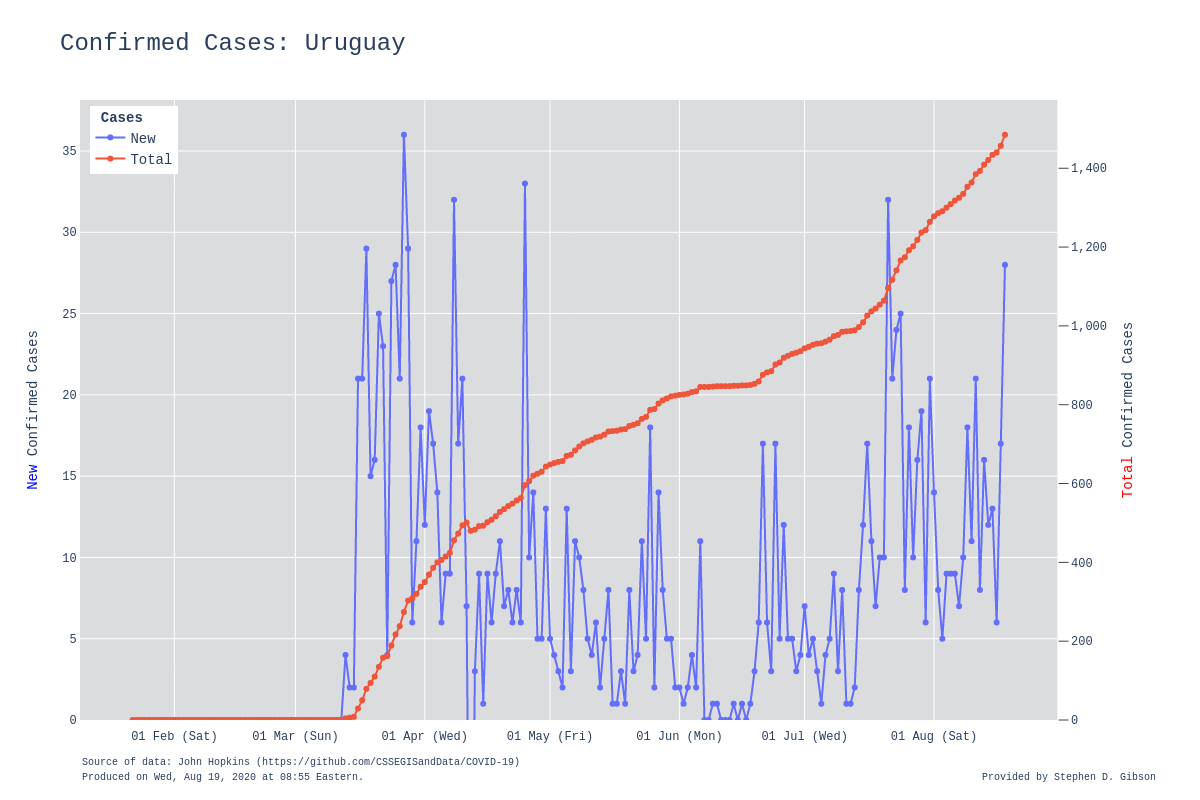 Confirmed Cases: Uruguay
Cases
New
Total
35
30
25
20
15
10
5
0
New Confirmed Cases
1,400
1,200
1,000
800
600
400
200
0
Total Confirmed Cases
01 Feb (Sat)
01 Mar (Sun)
01 Apr (Wed)
01 May (Fri)
01 Jun (Mon)
01 Jul (Wed)
01 Aug (Sat)
Source of data: John Hopkins (https://github.com/CSSEGISandData/COVID-19)
Produced on Wed, Aug 19, 2020 at 08:55 Eastern.
Provided by Stephen D. Gibson